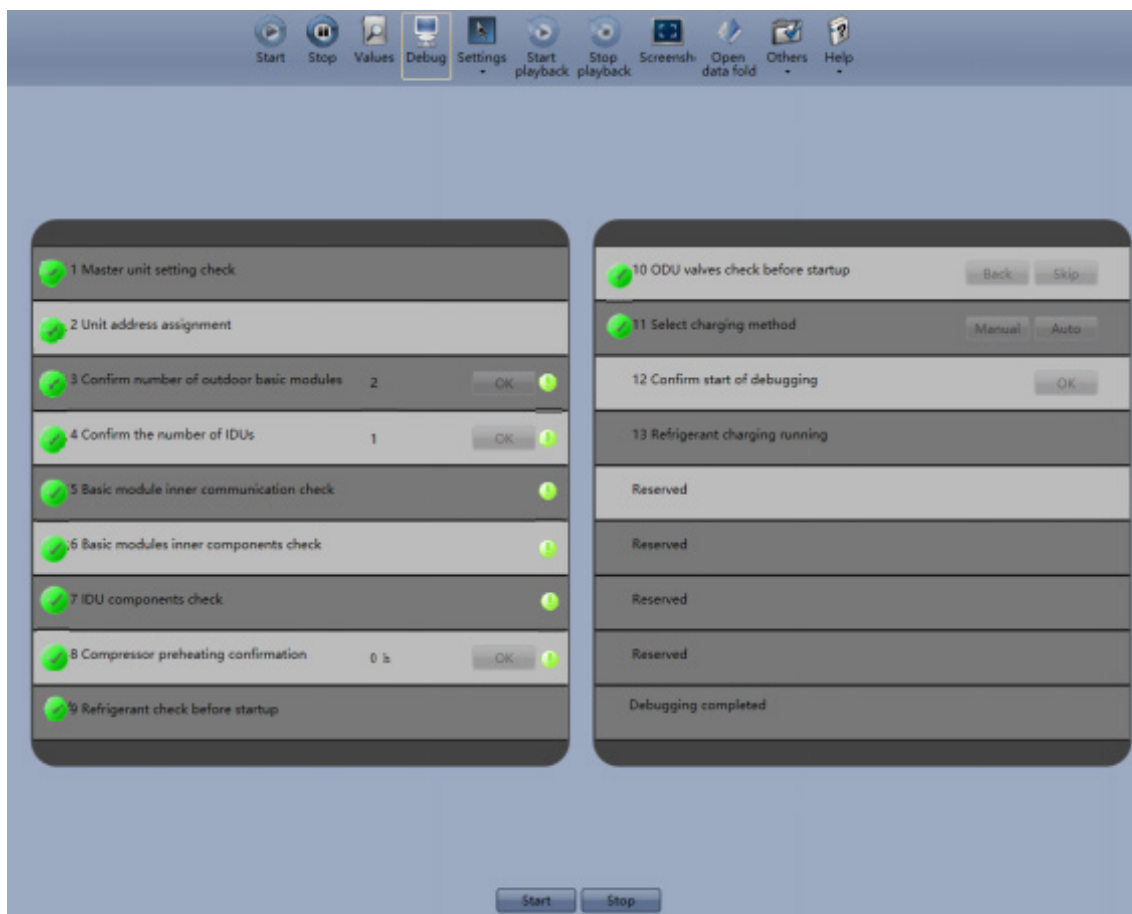 Start
Stop
Values
Debug
Settings
Start playback
Stop playback
Screensh
Open data fold
Others
Help
1 Master unit setting check
2 Unit address assignment
3 Confirm number of outdoor basic modules 2 OK
4 Confirm the number of IDUs 1 OK
5 Basic module inner communication check
6 Basic modules inner components check
7 IDU components check
8 Compressor preheating confirmation 0 h OK
9 Refrigerant check before startup
10 ODU valves check before startup Back Skip
11 Select charging method Manual Auto
12 Confirm start of debugging OK
13 Refrigerant charging running
Reserved
Reserved
Reserved
Reserved
Debugging completed
Start Stop